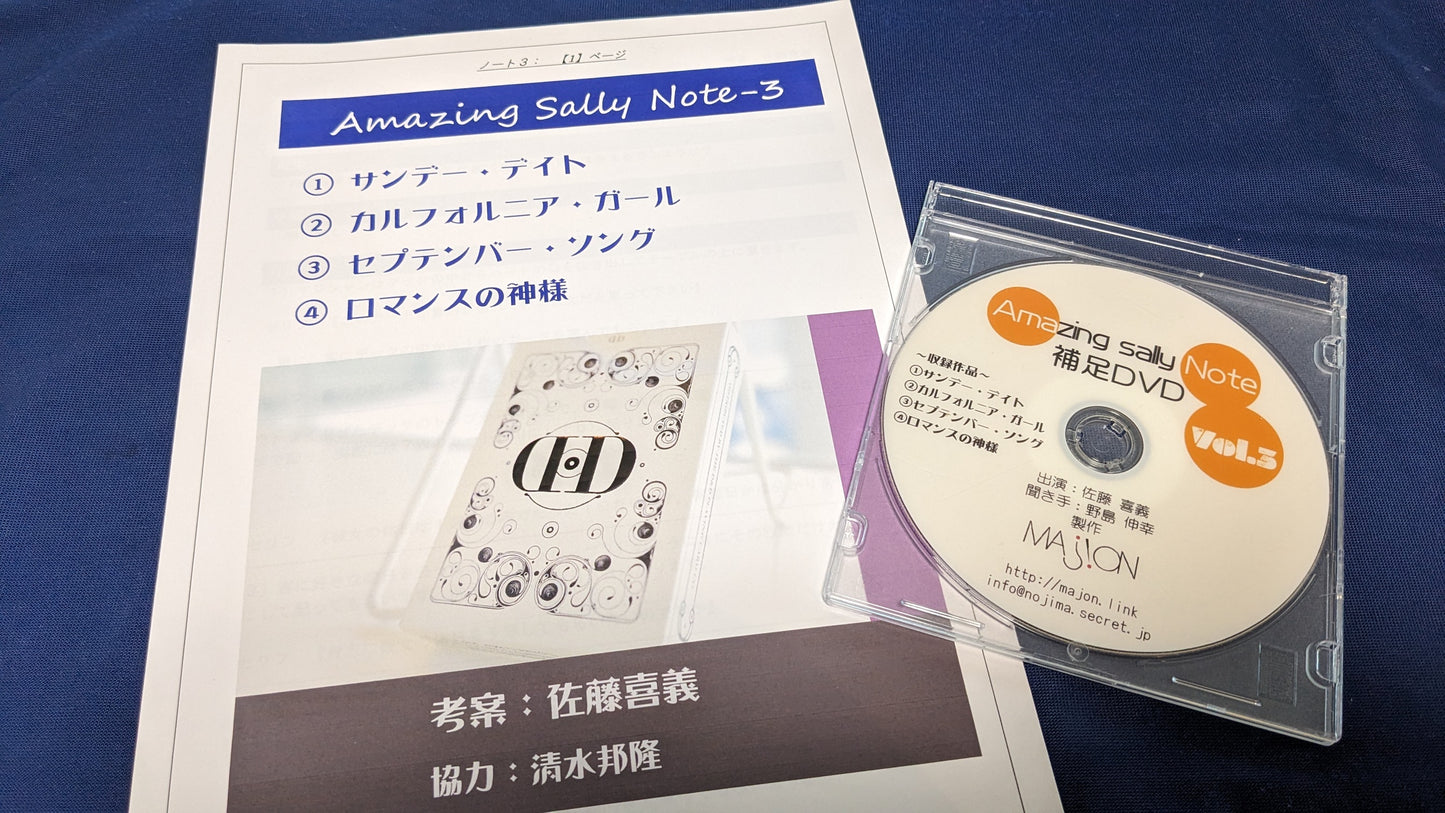 ノート3： 【1】ページ
Amazing Sally Note-3
① サンデー・デイト
② カルフォルニア・ガール
③ セプテンバー・ソング
④ ロマンスの神様
DD
考案：佐藤喜義
協力：清水邦隆
Amazing sally Note
補足DVD
Vol.3
～収録作品～
①サンデー・デイト
②カルフォルニア・ガール
③セプテンバー・ソング
④ロマンスの神様
出演：佐藤 喜義
聞き手：野島 伸幸
製作
MAJION
http://majon.link
info@nojima.secret.jp